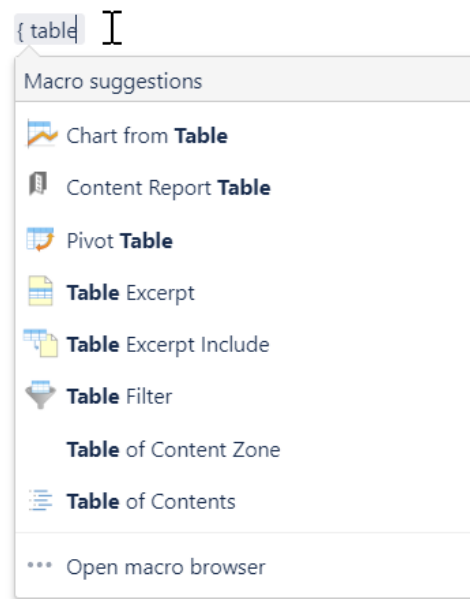 { table
Macro suggestions
Chart from Table
Content Report Table
Pivot Table
Table Excerpt
Table Excerpt Include
Table Filter
Table of Content Zone
Table of Contents
Open macro browser